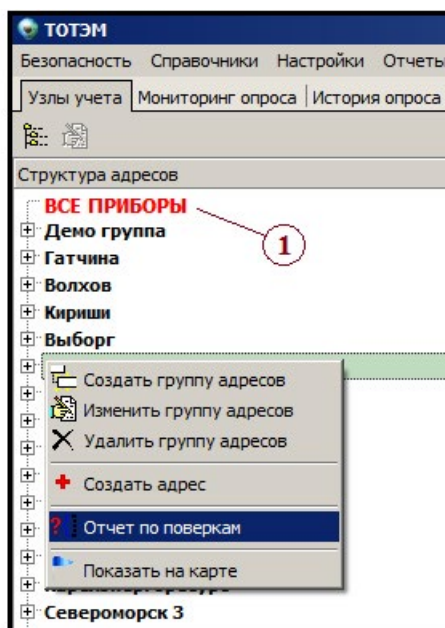 ТОТЭМ
Безопасность Справочники Настройки Отчеты
Узлы учета Мониторинг опроса История опроса
Структура адресов
ВСЕ ПРИБОРЫ
1
Демо группа
Гатчина
Волхов
Кириши
Выборг
Создать группу адресов
Изменить группу адресов
Удалить группу адресов
Создать адрес
? Отчет по поверкам
Показать на карте
Североморск 3